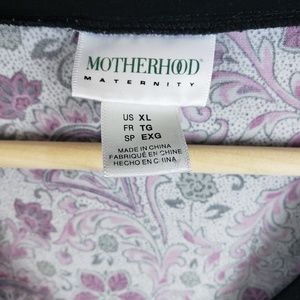 MOTHERHOOD
MATERNITY
US XL
FR TG
SP EXG
MADE IN CHINA
FABRIQUÉ EN CHINE
HECHO EN CHINA